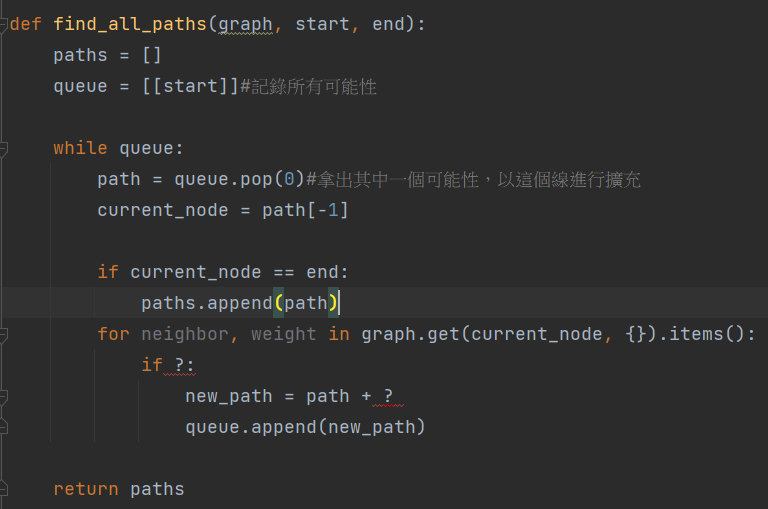 def find_all_paths(graph, start, end):
    paths = []
    queue = [[start]]#記錄所有可能性
    while queue:
        path = queue.pop(0)#拿出其中一個可能性，以這個線進行擴充
        current_node = path[-1]
        if current_node == end:
            paths.append(path)
        for neighbor, weight in graph.get(current_node, {}).items():
            if ?:
                new_path = path + ?
                queue.append(new_path)
    return paths